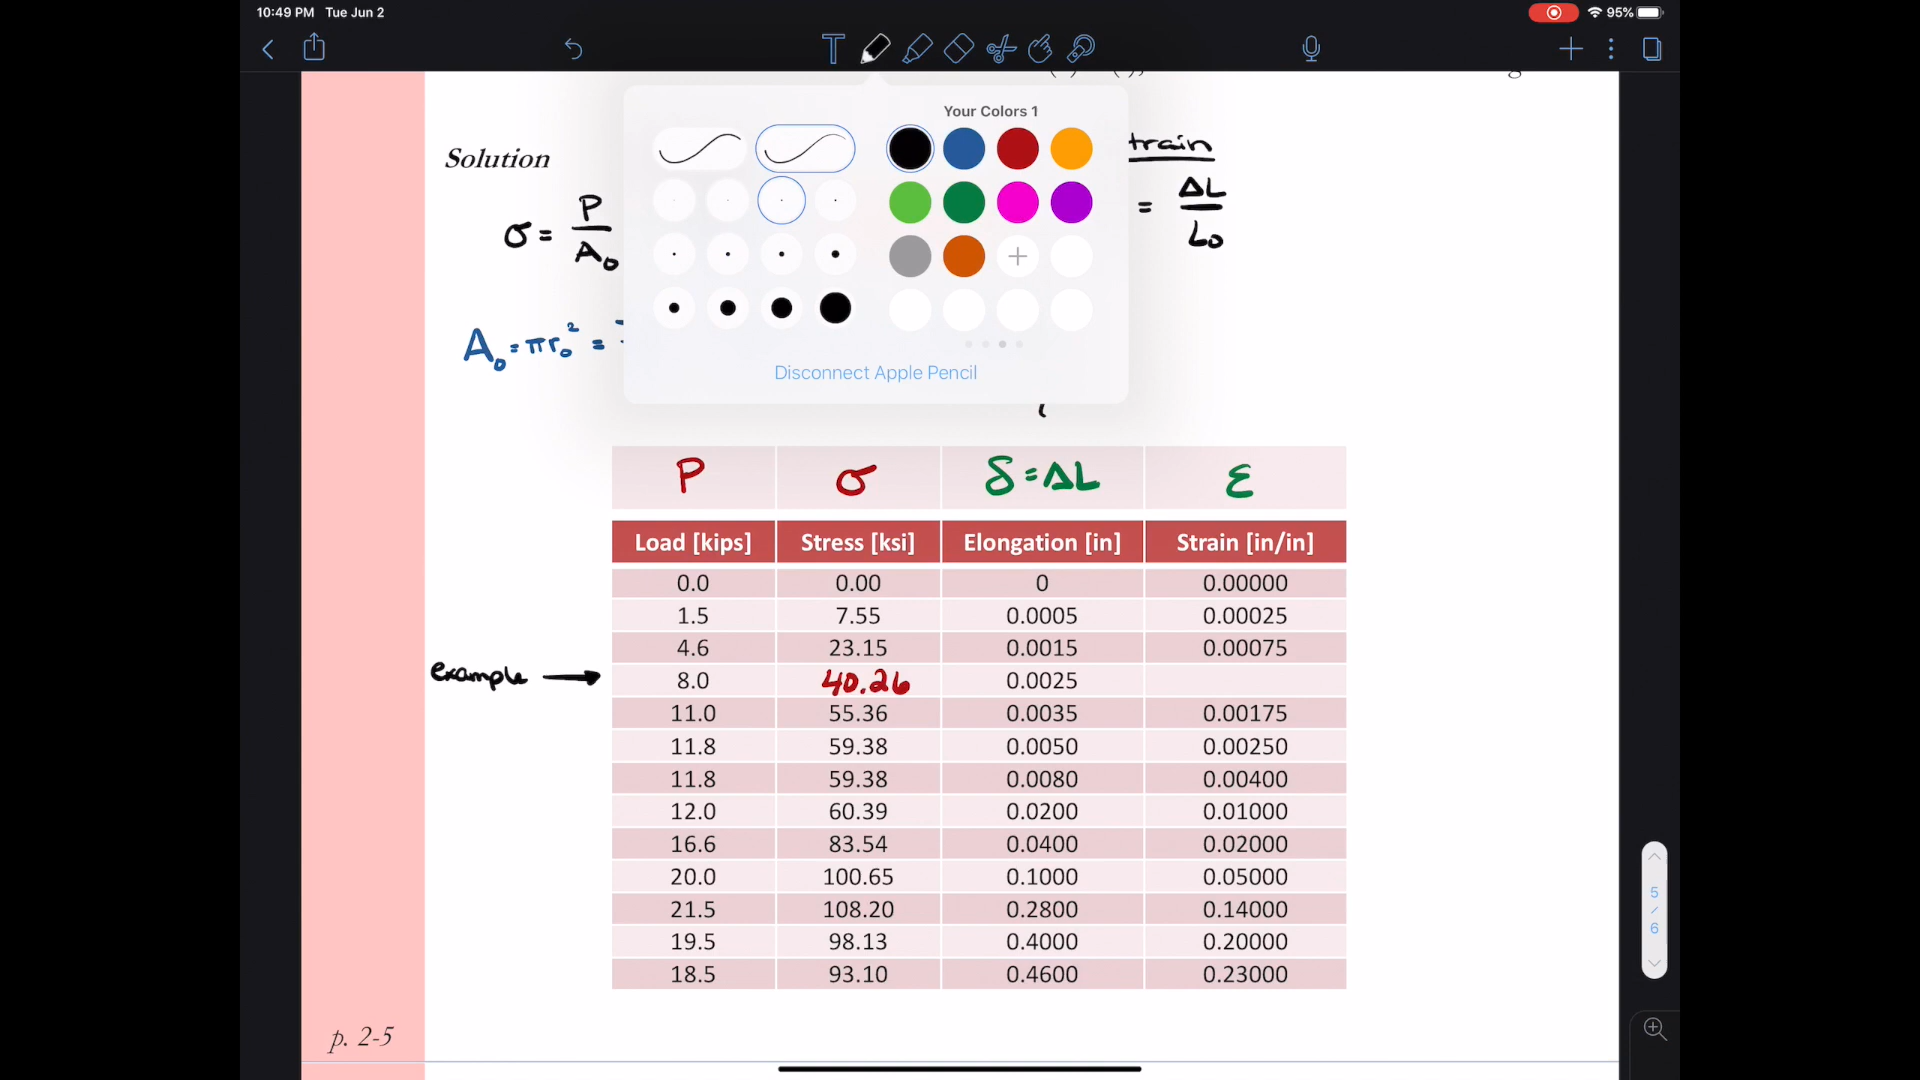 10:49 PM Tue Jun 2
95%
T
Your Colors 1
Solution
train
σ = P / A₀
= ΔL / L₀
A₀ = πr₀² =
Disconnect Apple Pencil
P σ δ = ΔL ε
Load [kips] Stress [ksi] Elongation [in] Strain [in/in]
0.0 0.00 0 0.00000
1.5 7.55 0.0005 0.00025
4.6 23.15 0.0015 0.00075
example → 8.0 40.26 0.0025
11.0 55.36 0.0035 0.00175
11.8 59.38 0.0050 0.00250
11.8 59.38 0.0080 0.00400
12.0 60.39 0.0200 0.01000
16.6 83.54 0.0400 0.02000
20.0 100.65 0.1000 0.05000
21.5 108.20 0.2800 0.14000
19.5 98.13 0.4000 0.20000
18.5 93.10 0.4600 0.23000
5 / 6
p. 2-5